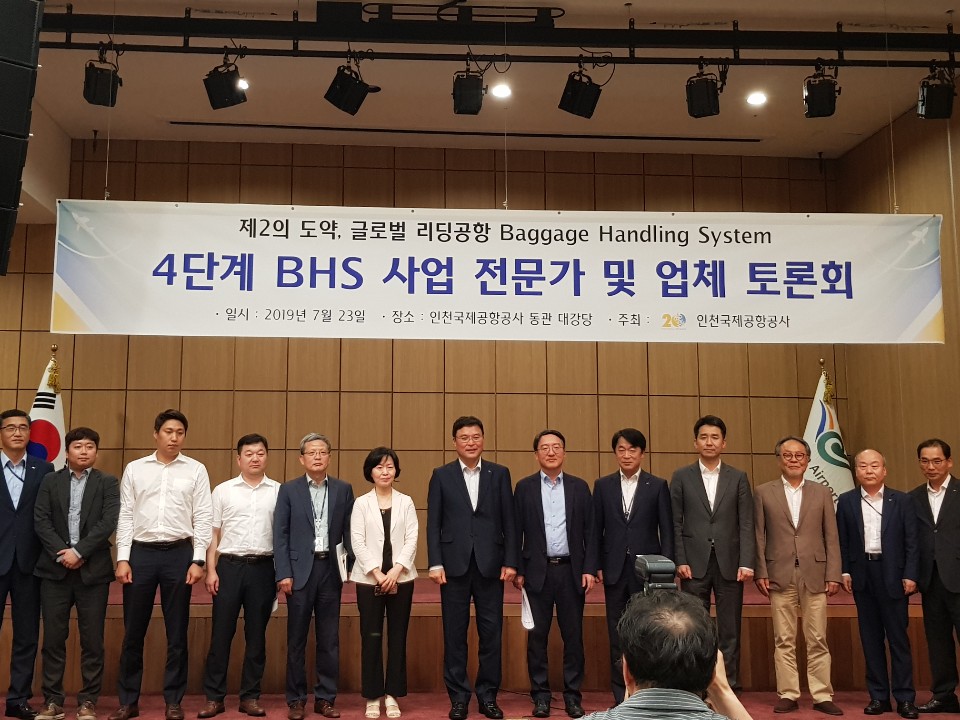 제2의 도약, 글로벌 리딩공항 Baggage Handling System
4단계 BHS 사업 전문가 및 업체 토론회
· 일시 : 2019년 7월 23일 · 장소 : 인천국제공항공사 동관 대강당 · 주최 : 20 인천국제공항공사
Airport